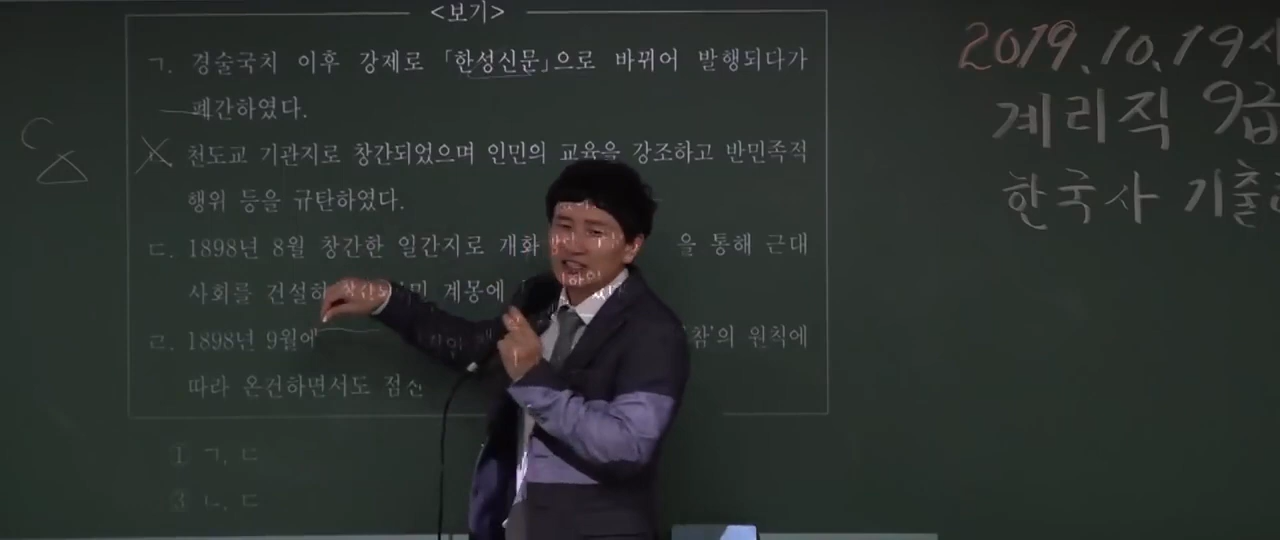 <보기>
ㄱ. 경술국치 이후 강제로 「한성신문」으로 바뀌어 발행되다가
폐간하였다.
ㄴ. 천도교 기관지로 창간되었으며 인민의 교육을 강조하고 반민족적
행위 등을 규탄하였다.
ㄷ. 1898년 8월 창간한 일간지로 개화 을 통해 근대
사회를 건설하 계몽에
ㄹ. 1898년 9월에 참'의 원칙에
따라 온건하면서도 점진
① ㄱ, ㄷ
③ ㄴ, ㄷ
2019.10.19
계리직 9급
한국사 기출